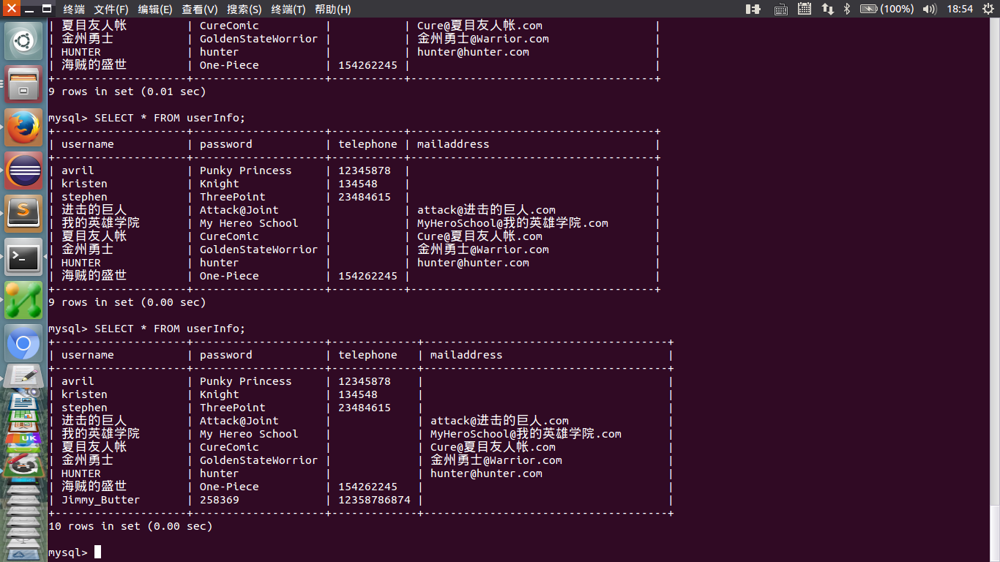 终端 文件(F) 编辑(E) 查看(V) 搜索(S) 终端(T) 帮助(H) (100%) 18:54
| 夏目友人帐 | CureComic | | Cure@夏目友人帐.com |
| 金州勇士 | GoldenStateWorrior | | 金州勇士@Warrior.com |
| HUNTER | hunter | | hunter@hunter.com |
| 海贼的盛世 | One-Piece | 154262245 | |
+--------------------+--------------------+-----------+-------------------------------------+
9 rows in set (0.01 sec)
mysql> SELECT * FROM userInfo;
+--------------------+--------------------+-----------+-------------------------------------+
| username | password | telephone | mailaddress |
+--------------------+--------------------+-----------+-------------------------------------+
| avril | Punky Princess | 12345878 | |
| kristen | Knight | 134548 | |
| stephen | ThreePoint | 23484615 | |
| 进击的巨人 | Attack@Joint | | attack@进击的巨人.com |
| 我的英雄学院 | My Hereo School | | MyHeroSchool@我的英雄学院.com |
| 夏目友人帐 | CureComic | | Cure@夏目友人帐.com |
| 金州勇士 | GoldenStateWorrior | | 金州勇士@Warrior.com |
| HUNTER | hunter | | hunter@hunter.com |
| 海贼的盛世 | One-Piece | 154262245 | |
+--------------------+--------------------+-----------+-------------------------------------+
9 rows in set (0.00 sec)
mysql> SELECT * FROM userInfo;
+--------------------+--------------------+-------------+-------------------------------------+
| username | password | telephone | mailaddress |
+--------------------+--------------------+-------------+-------------------------------------+
| avril | Punky Princess | 12345878 | |
| kristen | Knight | 134548 | |
| stephen | ThreePoint | 23484615 | |
| 进击的巨人 | Attack@Joint | | attack@进击的巨人.com |
| 我的英雄学院 | My Hereo School | | MyHeroSchool@我的英雄学院.com |
| 夏目友人帐 | CureComic | | Cure@夏目友人帐.com |
| 金州勇士 | GoldenStateWorrior | | 金州勇士@Warrior.com |
| HUNTER | hunter | | hunter@hunter.com |
| 海贼的盛世 | One-Piece | 154262245 | |
| Jimmy_Butter | 258369 | 12358786874 | |
+--------------------+--------------------+-------------+-------------------------------------+
10 rows in set (0.00 sec)
mysql>
UK